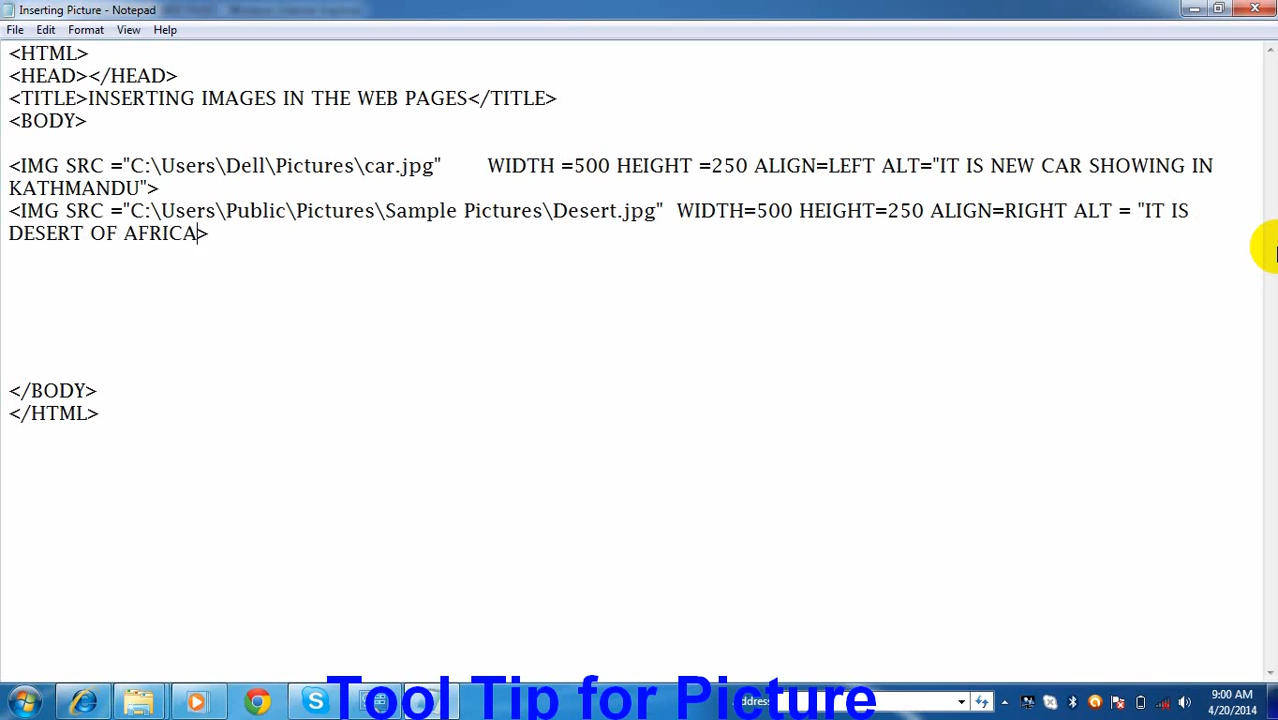 Inserting Picture - Notepad
File Edit Format View Help
<HTML>
<HEAD></HEAD>
<TITLE>INSERTING IMAGES IN THE WEB PAGES</TITLE>
<BODY>
<IMG SRC ="C:\Users\Dell\Pictures\car.jpg" WIDTH =500 HEIGHT =250 ALIGN=LEFT ALT="IT IS NEW CAR SHOWING IN
KATHMANDU">
<IMG SRC ="C:\Users\Public\Pictures\Sample Pictures\Desert.jpg" WIDTH=500 HEIGHT=250 ALIGN=RIGHT ALT = "IT IS
DESERT OF AFRICA>
</BODY>
</HTML>
Tool Tip for Picture
Address
9:00 AM
4/20/2014